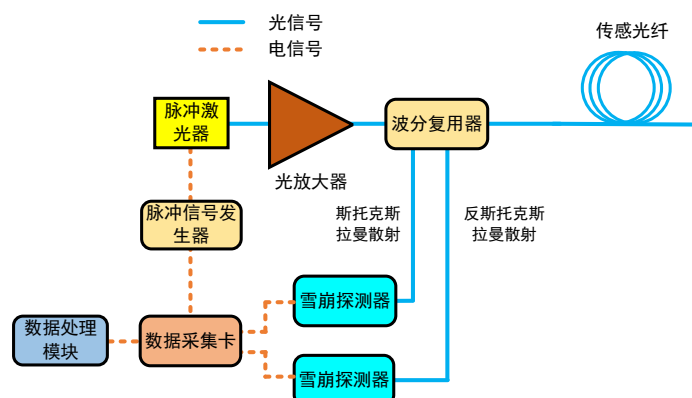 光信号
电信号
传感光纤
脉冲激
光器
光放大器
波分复用器
斯托克斯
拉曼散射
反斯托克斯
拉曼散射
脉冲信号发
生器
雪崩探测器
数据处理
模块
数据采集卡
雪崩探测器